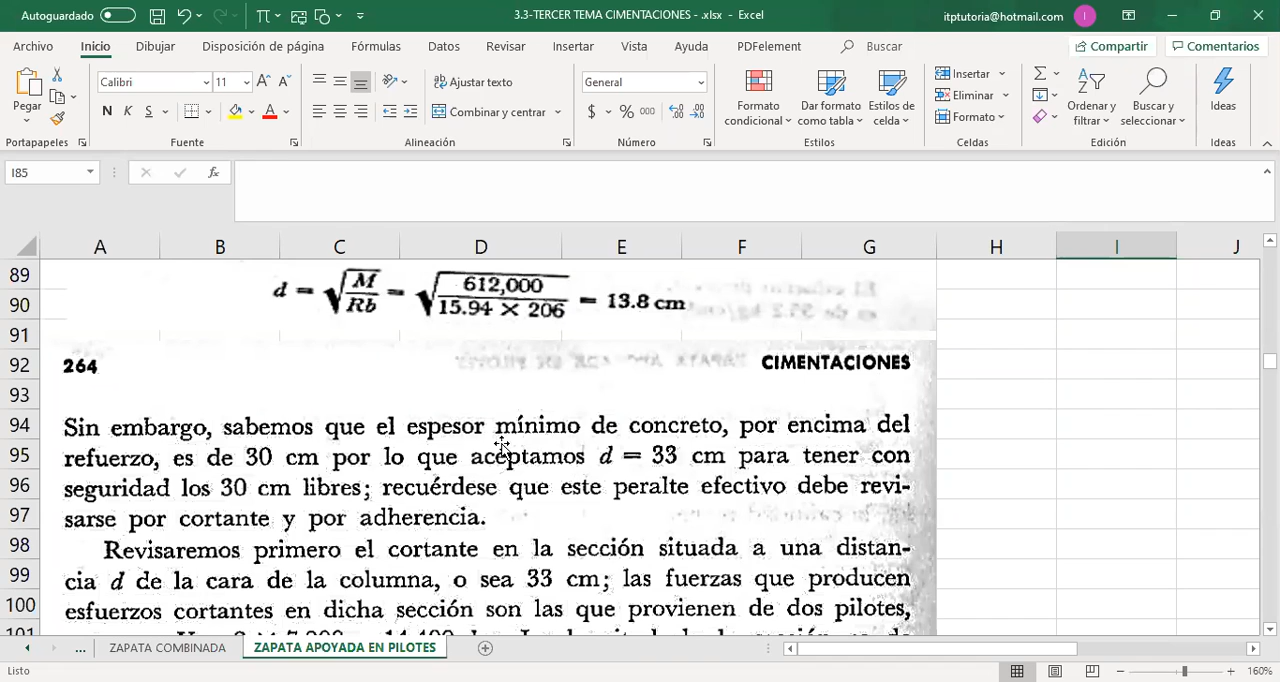 Autoguardado
3.3-TERCER TEMA CIMENTACIONES - .xlsx - Excel
itptutoria@hotmail.com
I
Archivo Inicio Dibujar Disposición de página Fórmulas Datos Revisar Insertar Vista Ayuda PDFelement Buscar Compartir Comentarios
Pegar
Calibri 11
N K S
Ajustar texto
Combinar y centrar
General
$ % 000
Formato condicional
Dar formato como tabla
Estilos de celda
Insertar
Eliminar
Formato
Ordenar y filtrar
Buscar y seleccionar
Ideas
Portapapeles Fuente Alineación Número Estilos Celdas Edición Ideas
I85 fx
A B C D E F G H I J
89
90 d = √M/Rb = √612,000/15.94 × 206 = 13.8 cm
91
92 264 CIMENTACIONES
93
94 Sin embargo, sabemos que el espesor mínimo de concreto, por encima del
95 refuerzo, es de 30 cm por lo que aceptamos d = 33 cm para tener con
96 seguridad los 30 cm libres; recuérdese que este peralte efectivo debe revi-
97 sarse por cortante y por adherencia.
98 Revisaremos primero el cortante en la sección situada a una distan-
99 cia d de la cara de la columna, o sea 33 cm; las fuerzas que producen
100 esfuerzos cortantes en dicha sección son las que provienen de dos pilotes,
... ZAPATA COMBINADA ZAPATA APOYADA EN PILOTES
Listo 160%